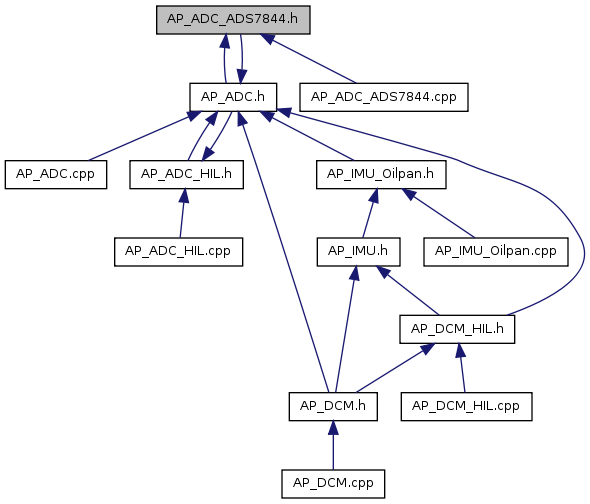 AP_ADC_ADS7844.h
AP_ADC.h
AP_ADC_ADS7844.cpp
AP_ADC.cpp
AP_ADC_HIL.h
AP_IMU_Oilpan.h
AP_ADC_HIL.cpp
AP_IMU.h
AP_IMU_Oilpan.cpp
AP_DCM_HIL.h
AP_DCM.h
AP_DCM_HIL.cpp
AP_DCM.cpp